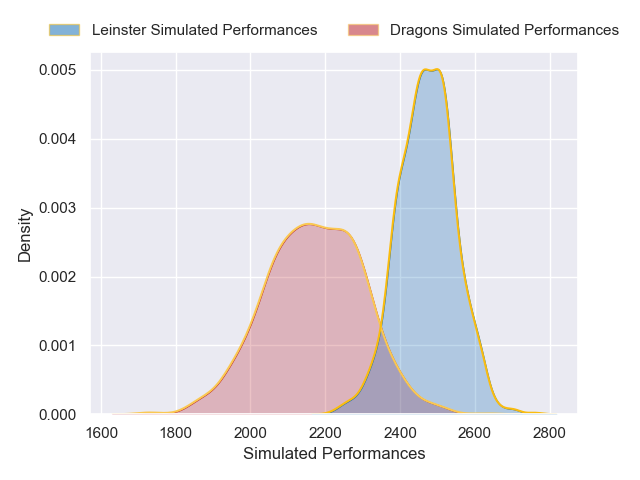 Leinster Simulated Performances
Dragons Simulated Performances
0.005
0.004
0.003
0.002
0.001
0.000
Density
1600 1800 2000 2200 2400 2600 2800
Simulated Performances